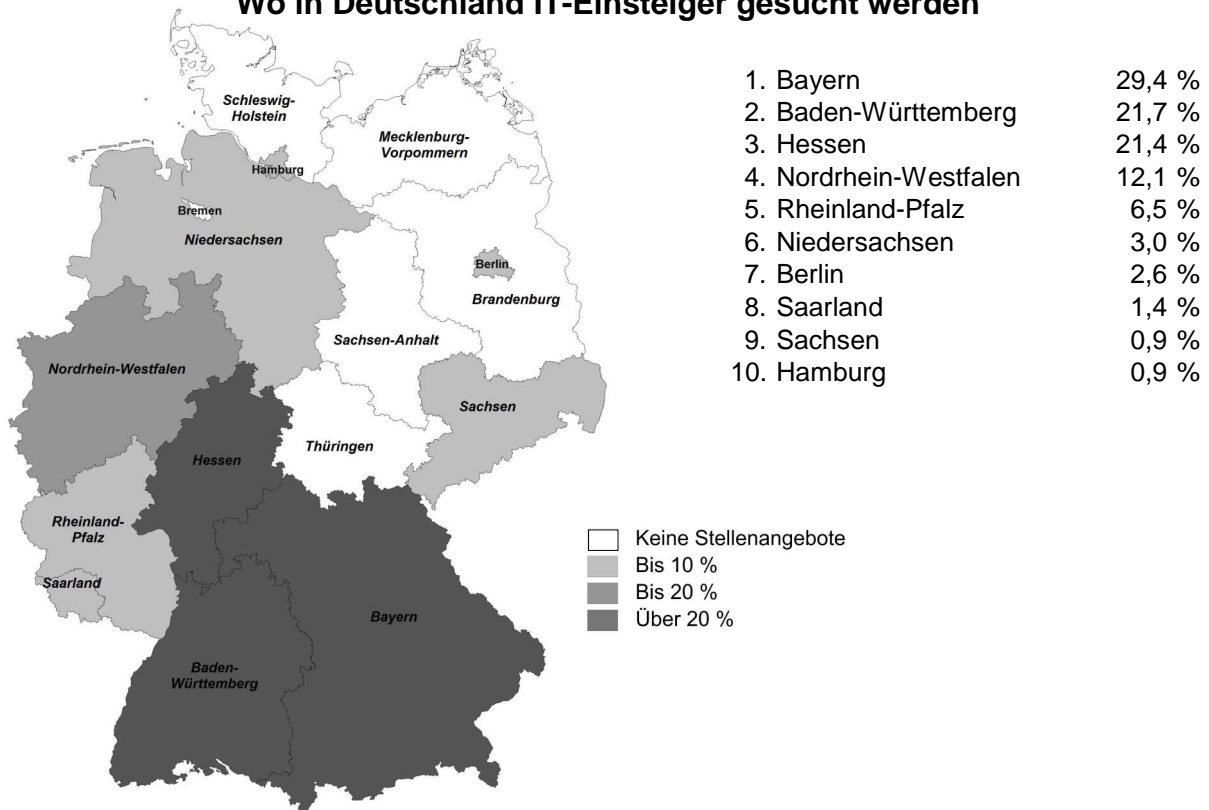 Wo in Deutschland IT-Einsteiger gesucht werden
1. Bayern 29,4 %
2. Baden-Württemberg 21,7 %
3. Hessen 21,4 %
4. Nordrhein-Westfalen 12,1 %
5. Rheinland-Pfalz 6,5 %
6. Niedersachsen 3,0 %
7. Berlin 2,6 %
8. Saarland 1,4 %
9. Sachsen 0,9 %
10. Hamburg 0,9 %
Schleswig-
Holstein
Mecklenburg-
Vorpommern
Hamburg
Bremen
Niedersachsen
Berlin
Brandenburg
Sachsen-Anhalt
Nordrhein-Westfalen
Sachsen
Thüringen
Hessen
Rheinland-
Pfalz
Saarland
Bayern
Baden-
Württemberg
Keine Stellenangebote
Bis 10 %
Bis 20 %
Über 20 %